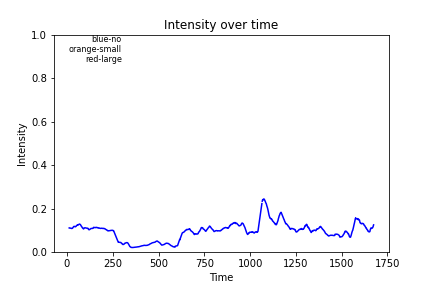 Intensity over time
blue-no
orange-small
red-large
Intensity
1.0
0.8
0.6
0.4
0.2
0.0
0 250 500 750 1000 1250 1500 1750
Time